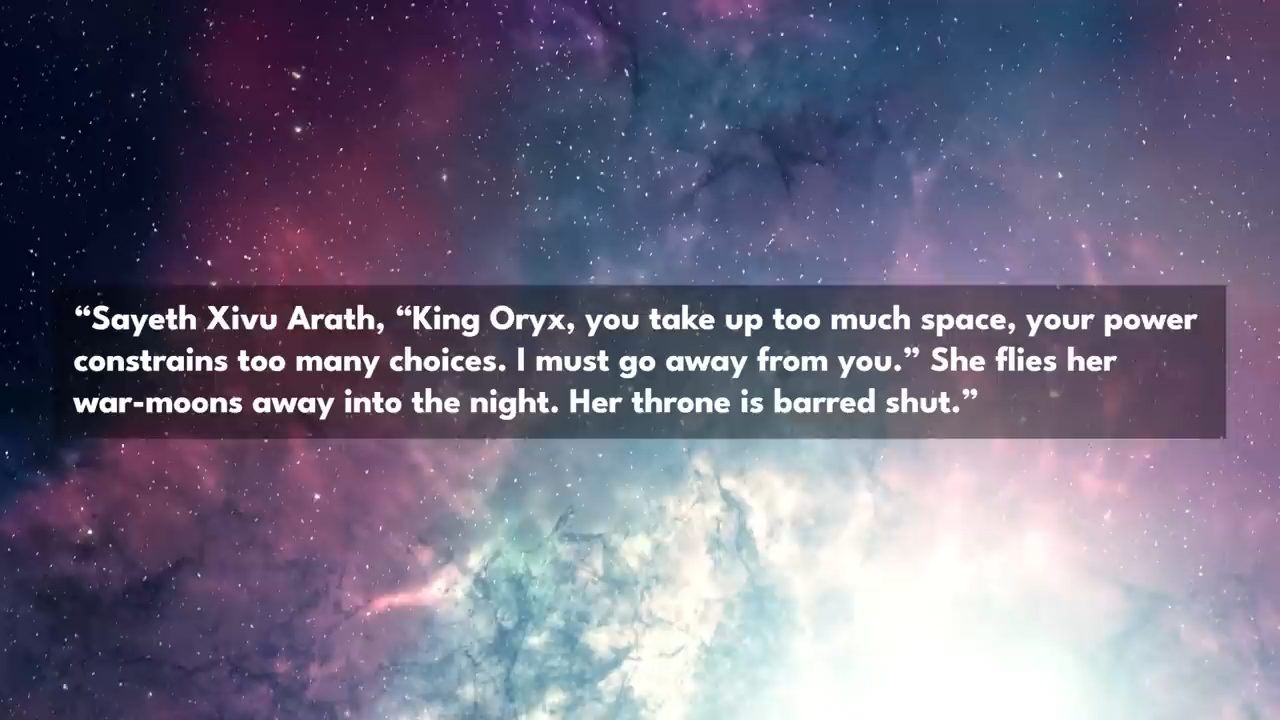 “Sayeth Xivu Arath, “King Oryx, you take up too much space, your power
constrains too many choices. I must go away from you.” She flies her
war-moons away into the night. Her throne is barred shut.”